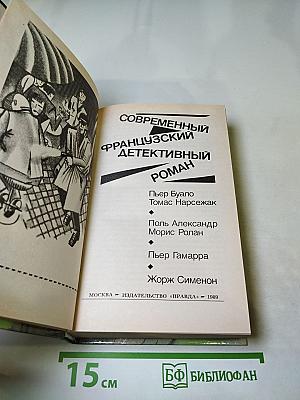 СОВРЕМЕННЫЙ
ФРАНЦУЗСКИЙ
ДЕТЕКТИВНЫЙ
РОМАН
Пьер Буало
Томас Нарсежак
Поль Александр
Морис Ролан
Пьер Гамарра
Жорж Сименон
МОСКВА – ИЗДАТЕЛЬСТВО «ПРАВДА» – 1989
15 см
БФ БИБЛИОФАН